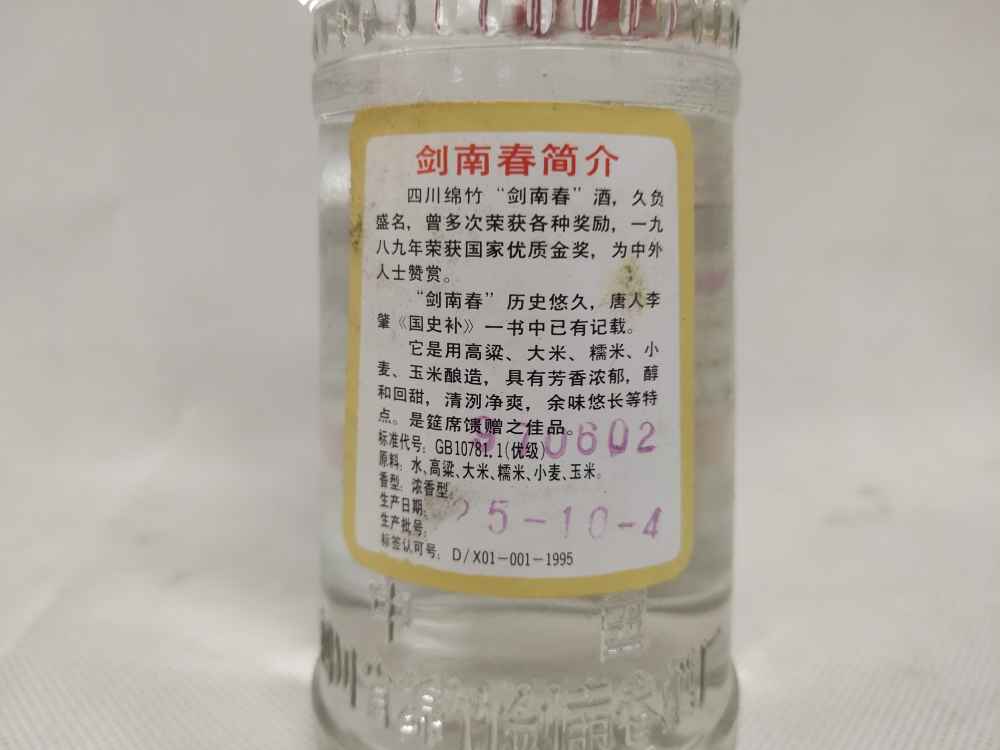 剑南春简介
四川绵竹“剑南春”酒，久负
盛名，曾多次荣获各种奖励，一九
八九年荣获国家优质金奖，为中外
人士赞赏。
“剑南春”历史悠久，唐人李
肇《国史补》一书中已有记载。
它是用高粱、大米、糯米、小
麦、玉米酿造，具有芳香浓郁，醇
和回甜，清洌净爽，余味悠长等特
点。是筵席馈赠之佳品。
970602
标准代号：GB10781.1(优级)
原料：水、高粱、大米、糯米、小麦、玉米。
香型：浓香型。
生产日期：
5-10-4
生产批号：
标签认可号：D/X01-001-1995
中国